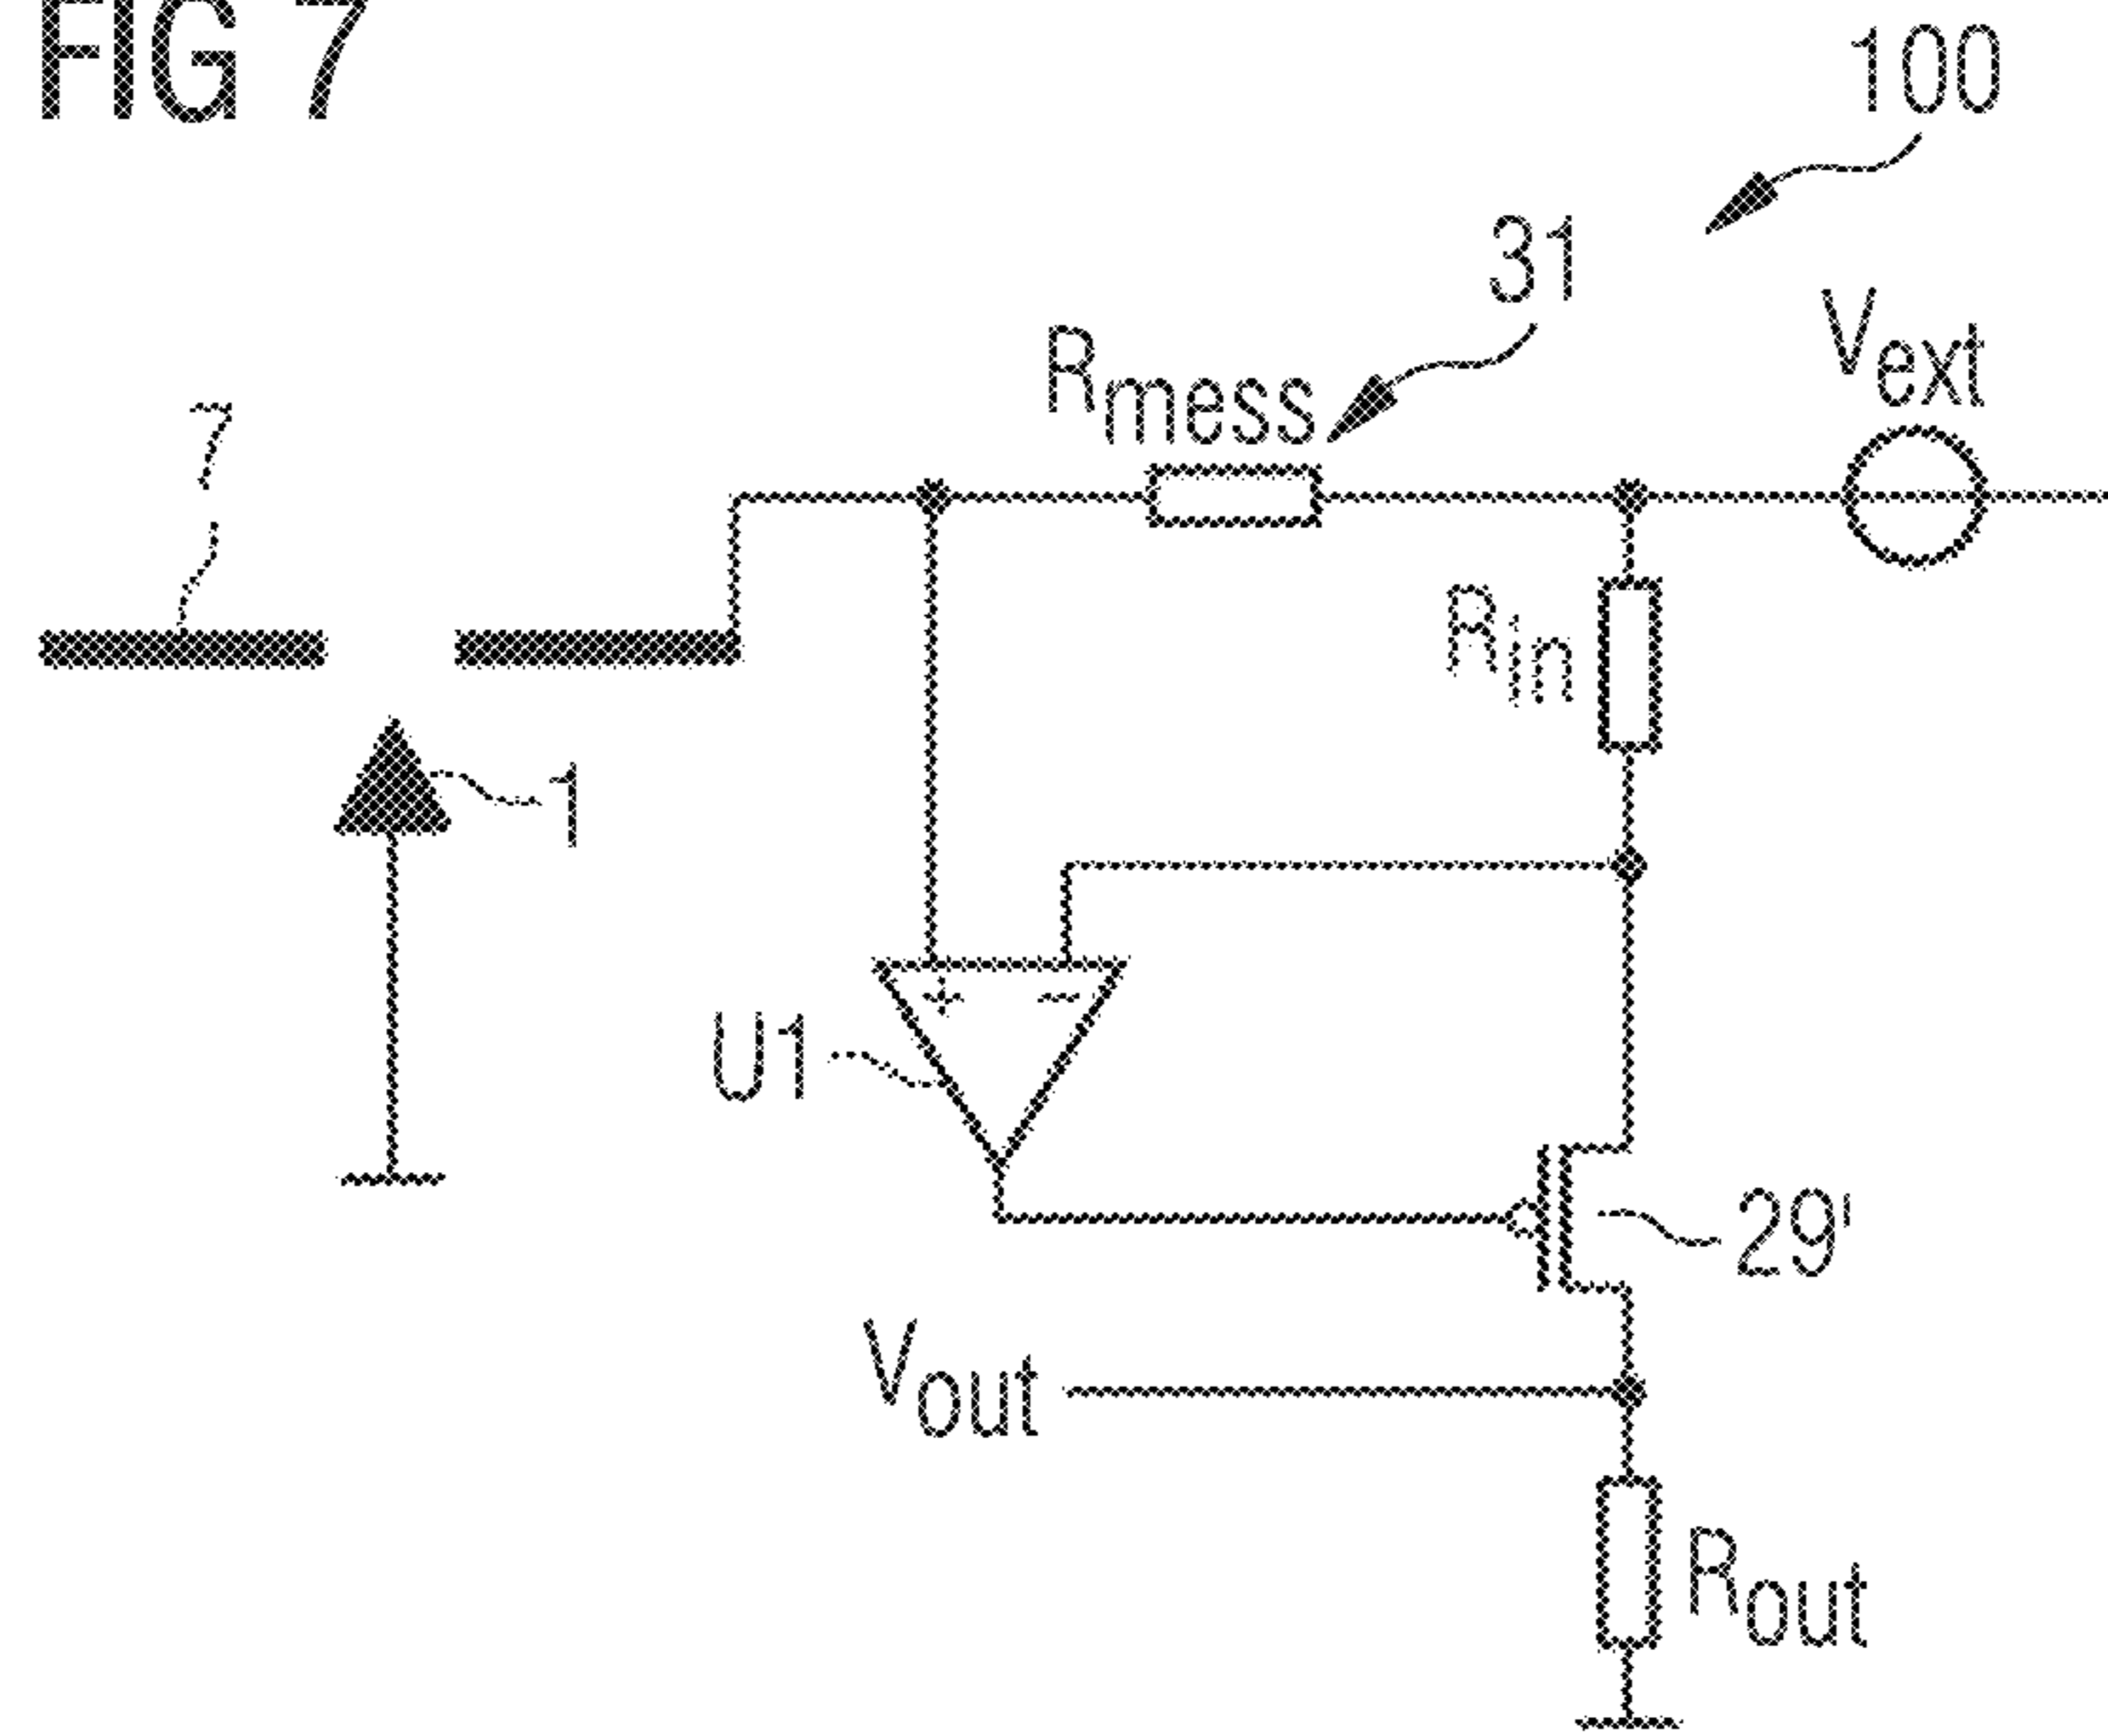 FIG 7
100
31
Vext
Rmess
7
Rin
1
+ −
U1
29'
Vout
Rout